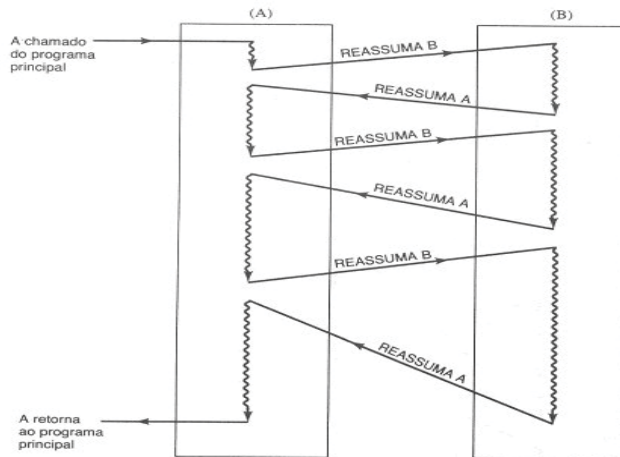 (A)
(B)
A chamado
do programa
principal
REASSUMA B
REASSUMA A
REASSUMA B
REASSUMA A
REASSUMA B
REASSUMA A
A retorna
ao programa
principal